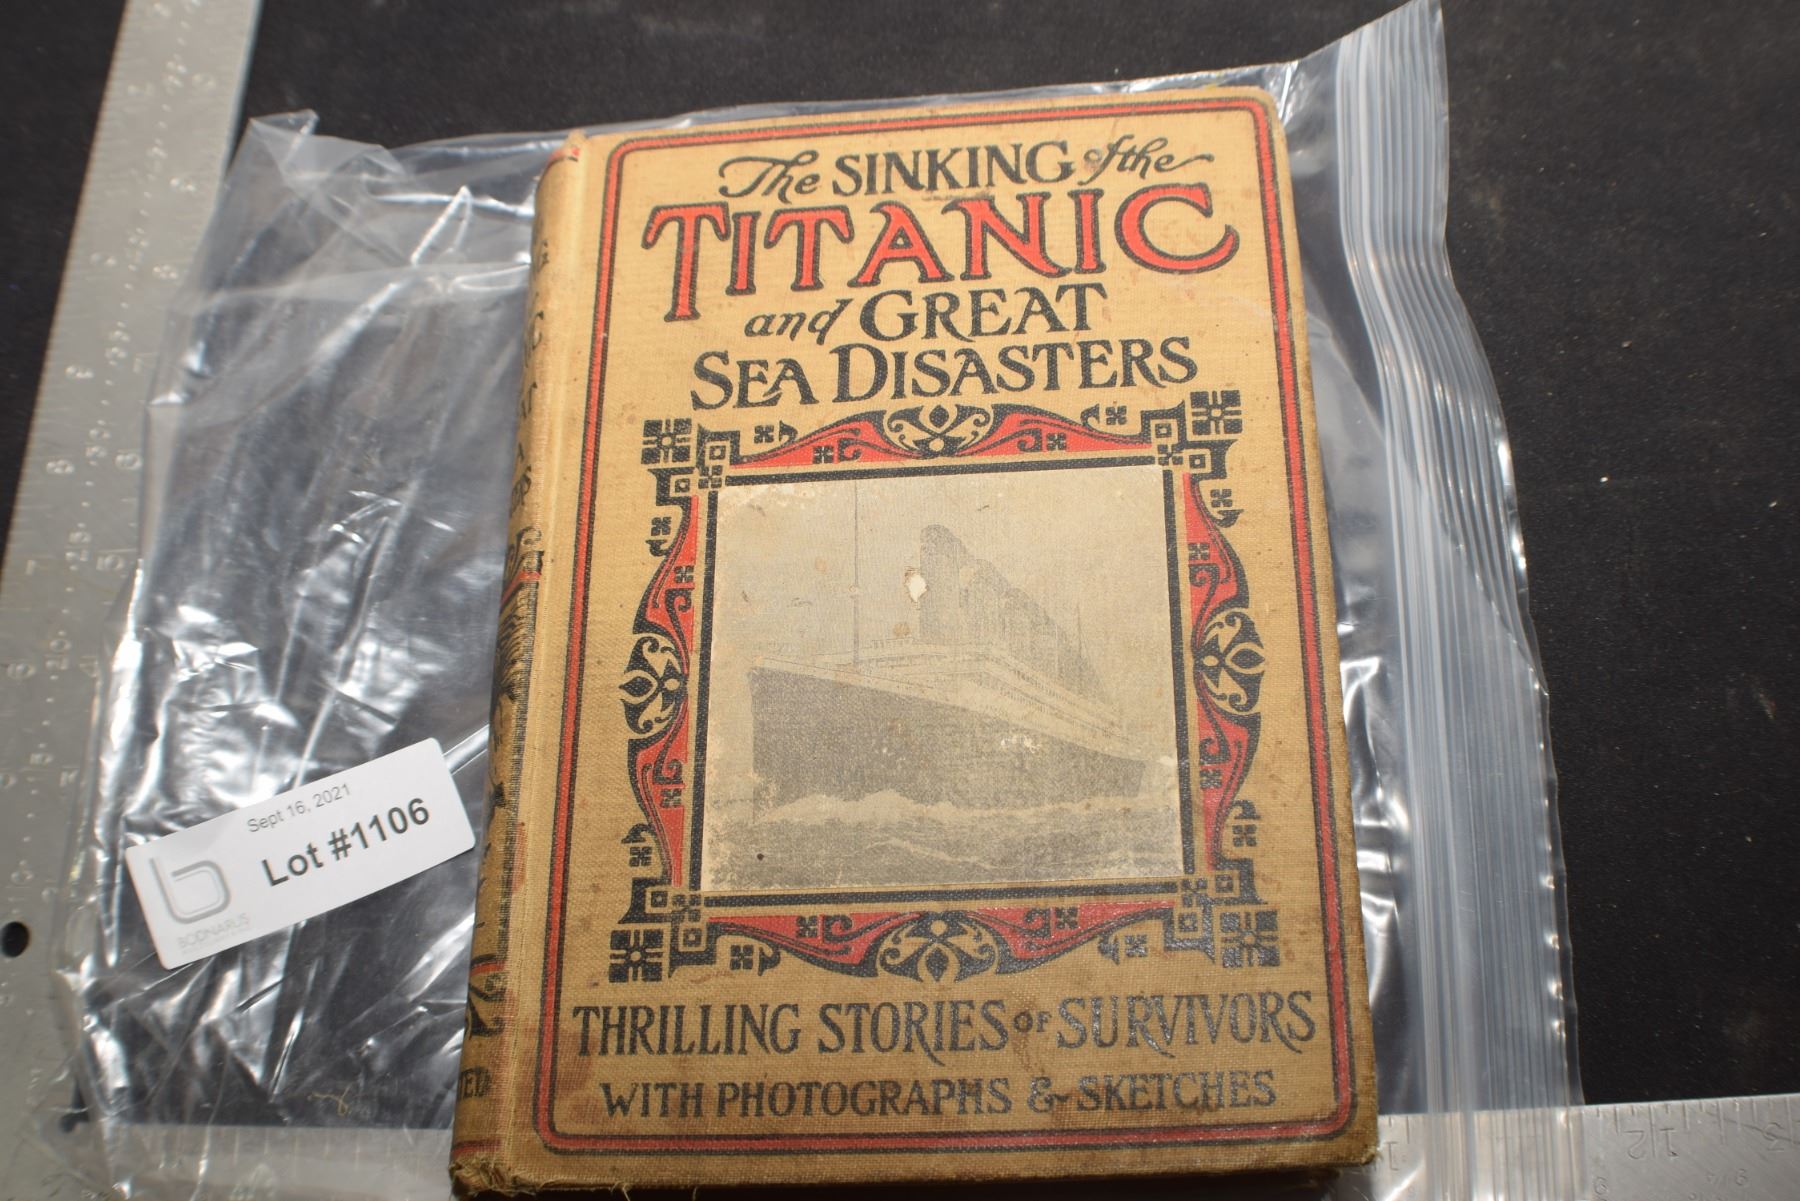 The SINKING of the
TITANIC
and GREAT
SEA DISASTERS
THRILLING STORIES OF SURVIVORS
WITH PHOTOGRAPHS & SKETCHES
Sept 16, 2021
Lot #1106
BODNARUS